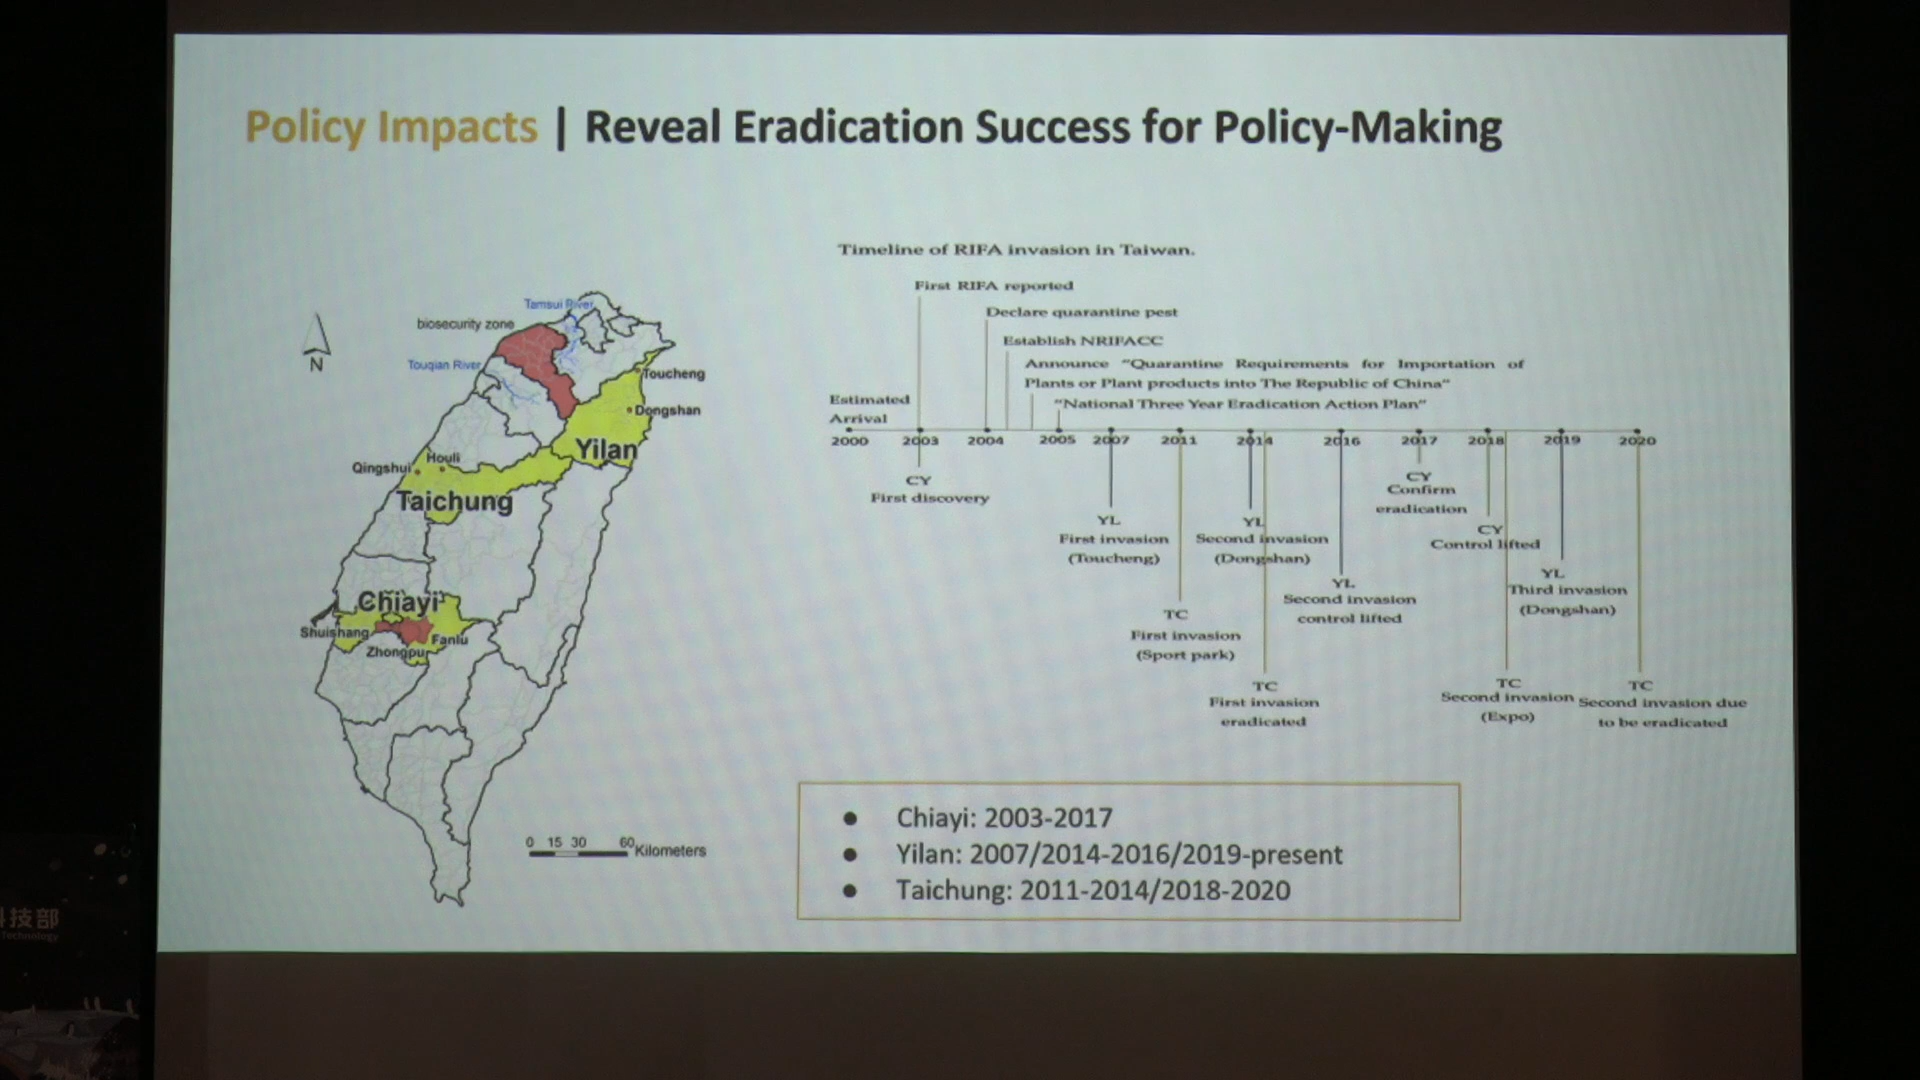 Policy Impacts | Reveal Eradication Success for Policy-Making
Tamsui River
biosecurity zone
Touqian River
N
Toucheng
Dongshan
Yilan
Houli
Qingshui
Taichung
Chiayi
Shuishang
Fanlu
Zhongpu
0 15 30 60 Kilometers
Timeline of RIFA invasion in Taiwan.
First RIFA reported
Declare quarantine pest
Establish NRIFACC
Announce "Quarantine Requirements for Importation of
Plants or Plant products into The Republic of China"
"National Three Year Eradication Action Plan"
Estimated
Arrival
2000 2003 2004 2005 2007 2011 2014 2016 2017 2018 2019 2020
CY
First discovery
YL
First invasion
(Toucheng)
TC
First invasion
(Sport park)
YL
Second invasion
(Dongshan)
TC
First invasion
eradicated
YL
Second invasion
control lifted
CY
Confirm
eradication
CY
Control lifted
TC
Second invasion
(Expo)
YL
Third invasion
(Dongshan)
TC
Second invasion due
to be eradicated
● Chiayi: 2003-2017
● Yilan: 2007/2014-2016/2019-present
● Taichung: 2011-2014/2018-2020
技部
Technology